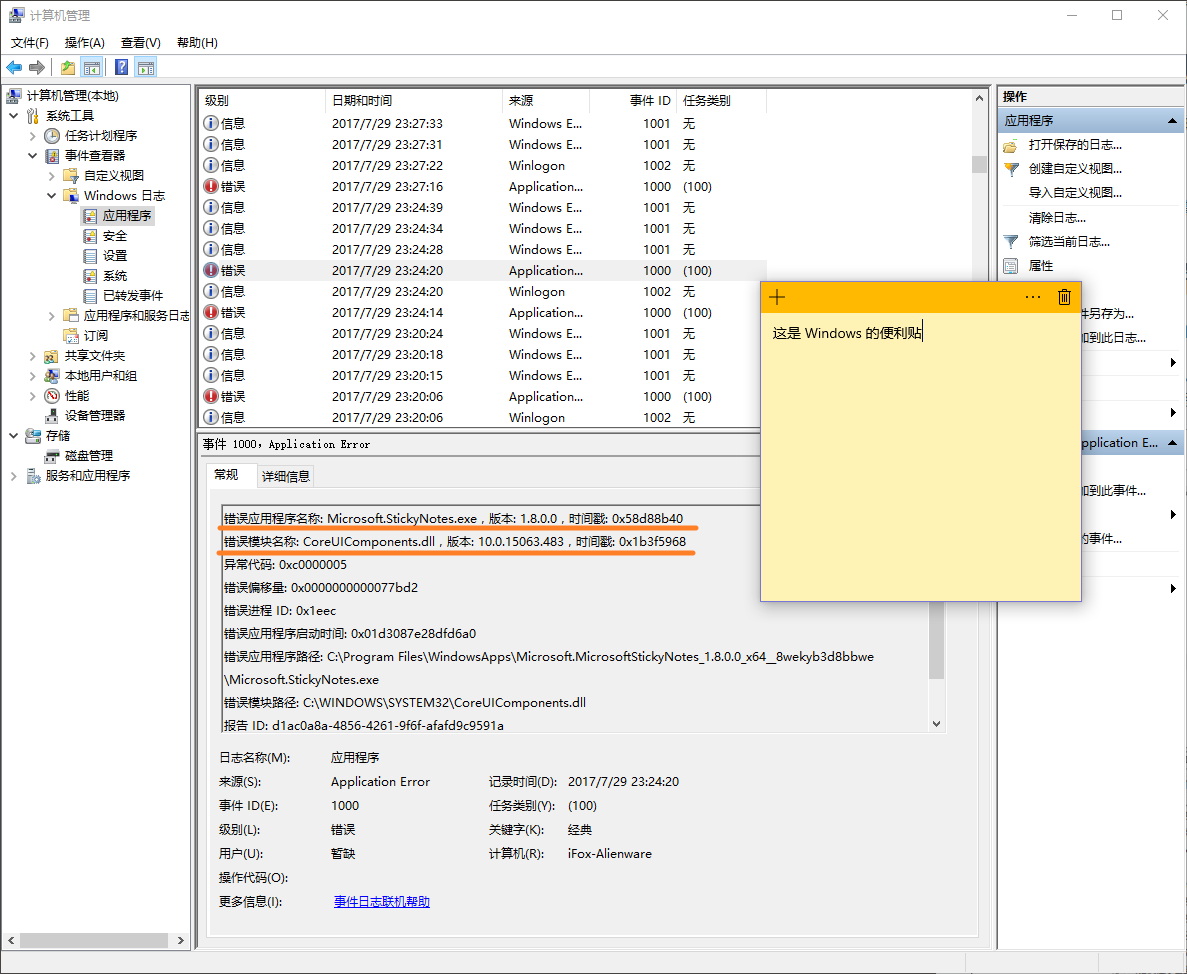 计算机管理
文件(F) 操作(A) 查看(V) 帮助(H)
计算机管理(本地)
系统工具
任务计划程序
事件查看器
自定义视图
Windows 日志
应用程序
安全
设置
系统
已转发事件
应用程序和服务日志
订阅
共享文件夹
本地用户和组
性能
设备管理器
存储
磁盘管理
服务和应用程序
级别 日期和时间 来源 事件 ID 任务类别
信息 2017/7/29 23:27:33 Windows E... 1001 无
信息 2017/7/29 23:27:31 Windows E... 1001 无
信息 2017/7/29 23:27:22 Winlogon 1002 无
错误 2017/7/29 23:27:16 Application... 1000 (100)
信息 2017/7/29 23:24:39 Windows E... 1001 无
信息 2017/7/29 23:24:34 Windows E... 1001 无
信息 2017/7/29 23:24:28 Windows E... 1001 无
错误 2017/7/29 23:24:20 Application... 1000 (100)
信息 2017/7/29 23:24:20 Winlogon 1002 无
错误 2017/7/29 23:24:14 Application... 1000 (100)
信息 2017/7/29 23:20:24 Windows E... 1001 无
信息 2017/7/29 23:20:18 Windows E... 1001 无
信息 2017/7/29 23:20:15 Windows E... 1001 无
错误 2017/7/29 23:20:06 Application... 1000 (100)
信息 2017/7/29 23:20:06 Winlogon 1002 无
事件 1000，Application Error
常规 详细信息
错误应用程序名称: Microsoft.StickyNotes.exe，版本: 1.8.0.0，时间戳: 0x58d88b40
错误模块名称: CoreUIComponents.dll，版本: 10.0.15063.483，时间戳: 0x1b3f5968
异常代码: 0xc0000005
错误偏移量: 0x0000000000077bd2
错误进程 ID: 0x1eec
错误应用程序启动时间: 0x01d3087e28dfd6a0
错误应用程序路径: C:\Program Files\WindowsApps\Microsoft.MicrosoftStickyNotes_1.8.0.0_x64__8wekyb3d8bbwe
\Microsoft.StickyNotes.exe
错误模块路径: C:\WINDOWS\SYSTEM32\CoreUIComponents.dll
报告 ID: d1ac0a8a-4856-4261-9f6f-afafd9c9591a
日志名称(M): 应用程序
来源(S): Application Error 记录时间(D): 2017/7/29 23:24:20
事件 ID(E): 1000 任务类别(Y): (100)
级别(L): 错误 关键字(K): 经典
用户(U): 暂缺 计算机(R): iFox-Alienware
操作代码(O):
更多信息(I): 事件日志联机帮助
操作
应用程序
打开保存的日志...
创建自定义视图...
导入自定义视图...
清除日志...
筛选当前日志...
属性
件另存为...
加到此日志...
pplication E...
加到此事件...
的事件...
这是 Windows 的便利贴